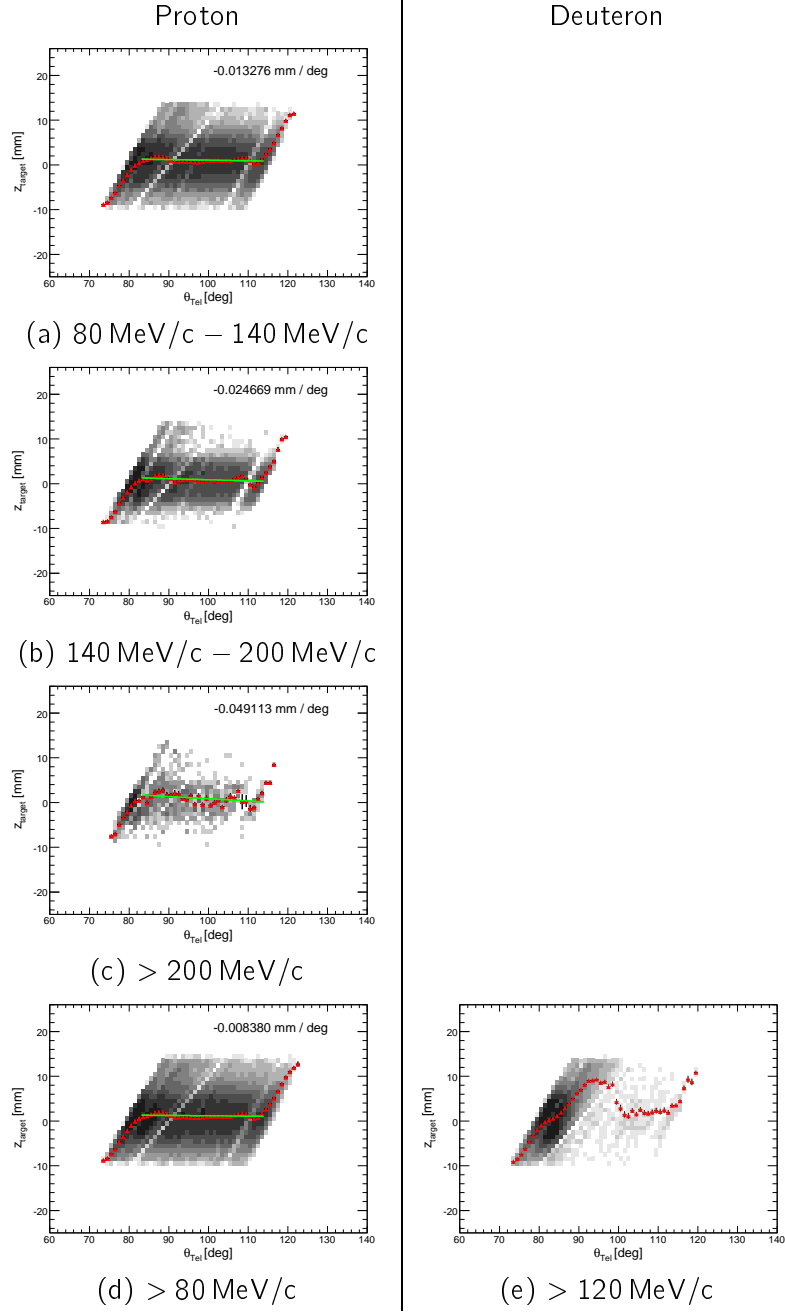 Proton
Deuteron
-0.013276 mm / deg
20
10
0
-10
-20
z_target [mm]
60 70 80 90 100 110 120 130 140
θ_Tel [deg]
(a) 80 MeV/c – 140 MeV/c
-0.024669 mm / deg
20
10
0
-10
-20
z_target [mm]
60 70 80 90 100 110 120 130 140
θ_Tel [deg]
(b) 140 MeV/c – 200 MeV/c
-0.049113 mm / deg
20
10
0
-10
-20
z_target [mm]
60 70 80 90 100 110 120 130 140
θ_Tel [deg]
(c) > 200 MeV/c
-0.008380 mm / deg
20
10
0
-10
-20
z_target [mm]
60 70 80 90 100 110 120 130 140
θ_Tel [deg]
(d) > 80 MeV/c
20
10
0
-10
-20
z_target [mm]
60 70 80 90 100 110 120 130 140
θ_Tel [deg]
(e) > 120 MeV/c